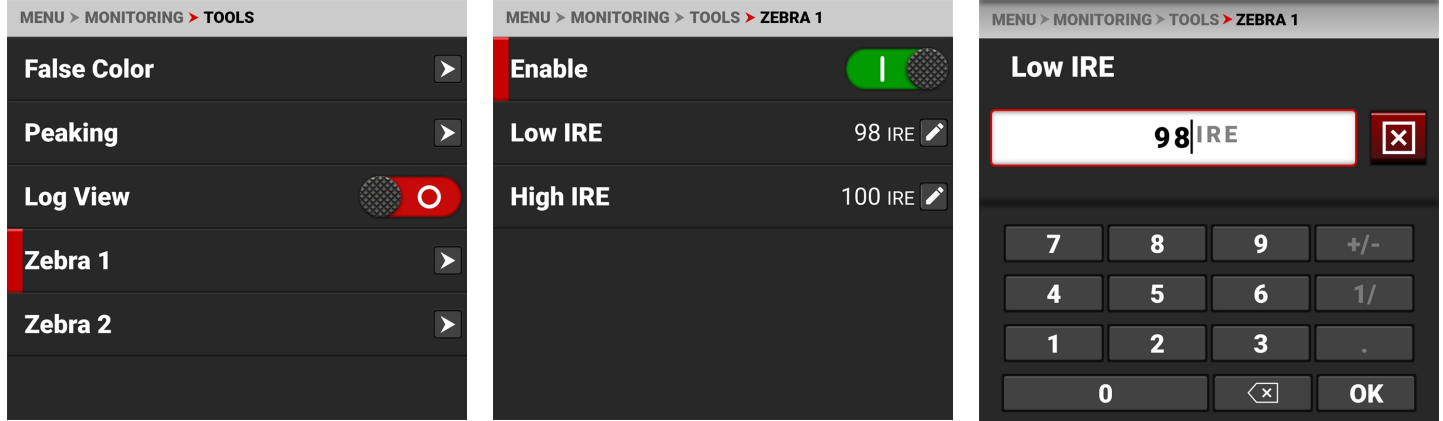 MENU > MONITORING > TOOLS
False Color
Peaking
Log View
Zebra 1
Zebra 2
MENU > MONITORING > TOOLS > ZEBRA 1
Enable
Low IRE 98 IRE
High IRE 100 IRE
MENU > MONITORING > TOOLS > ZEBRA 1
Low IRE
98 IRE
7 8 9 +/-
4 5 6 1/
1 2 3 .
0 OK